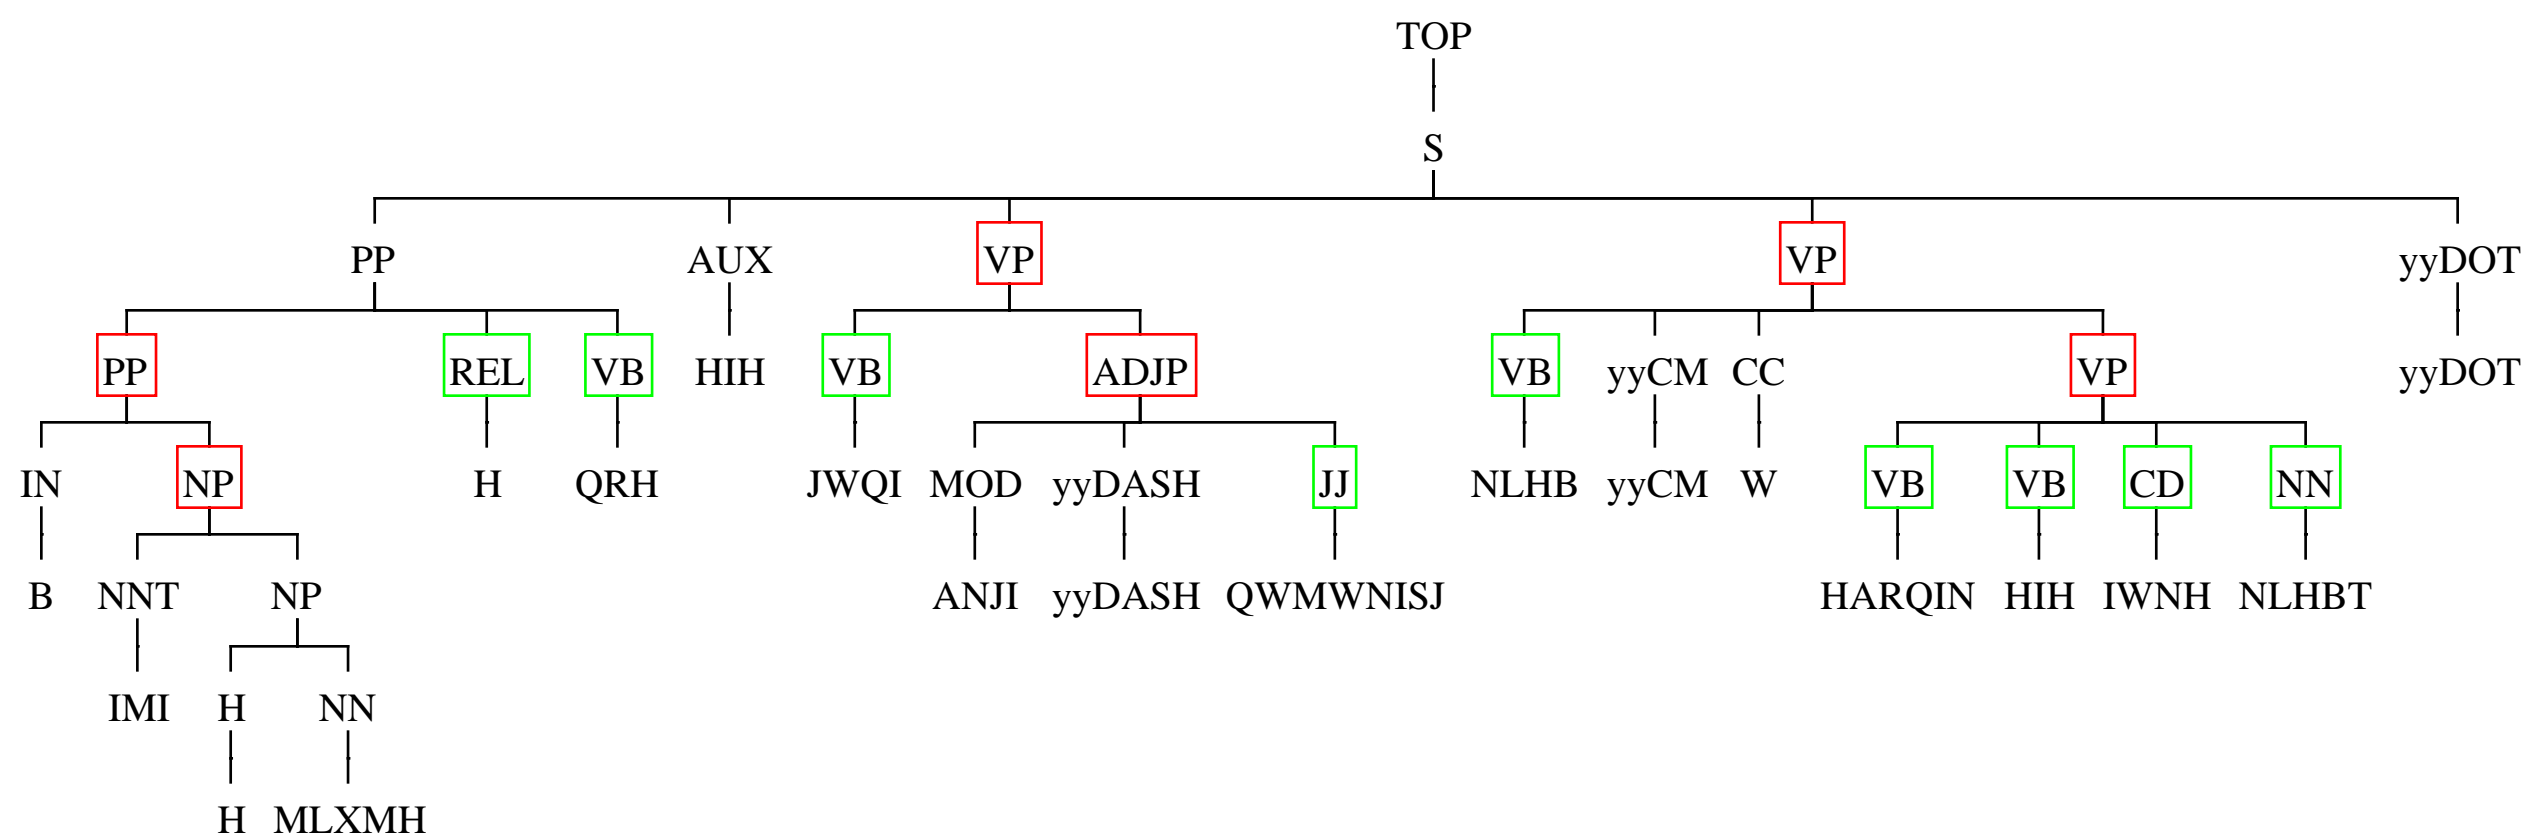 TOP
S
PP AUX VP VP yyDOT
PP REL VB HIH VB ADJP VB yyCM CC VP yyDOT
IN NP H QRH JWQI MOD yyDASH JJ NLHB yyCM W VB VB CD NN
B NNT NP ANJI yyDASH QWMWNISJ HARQIN HIH IWNH NLHBT
IMI H NN
H MLXMH